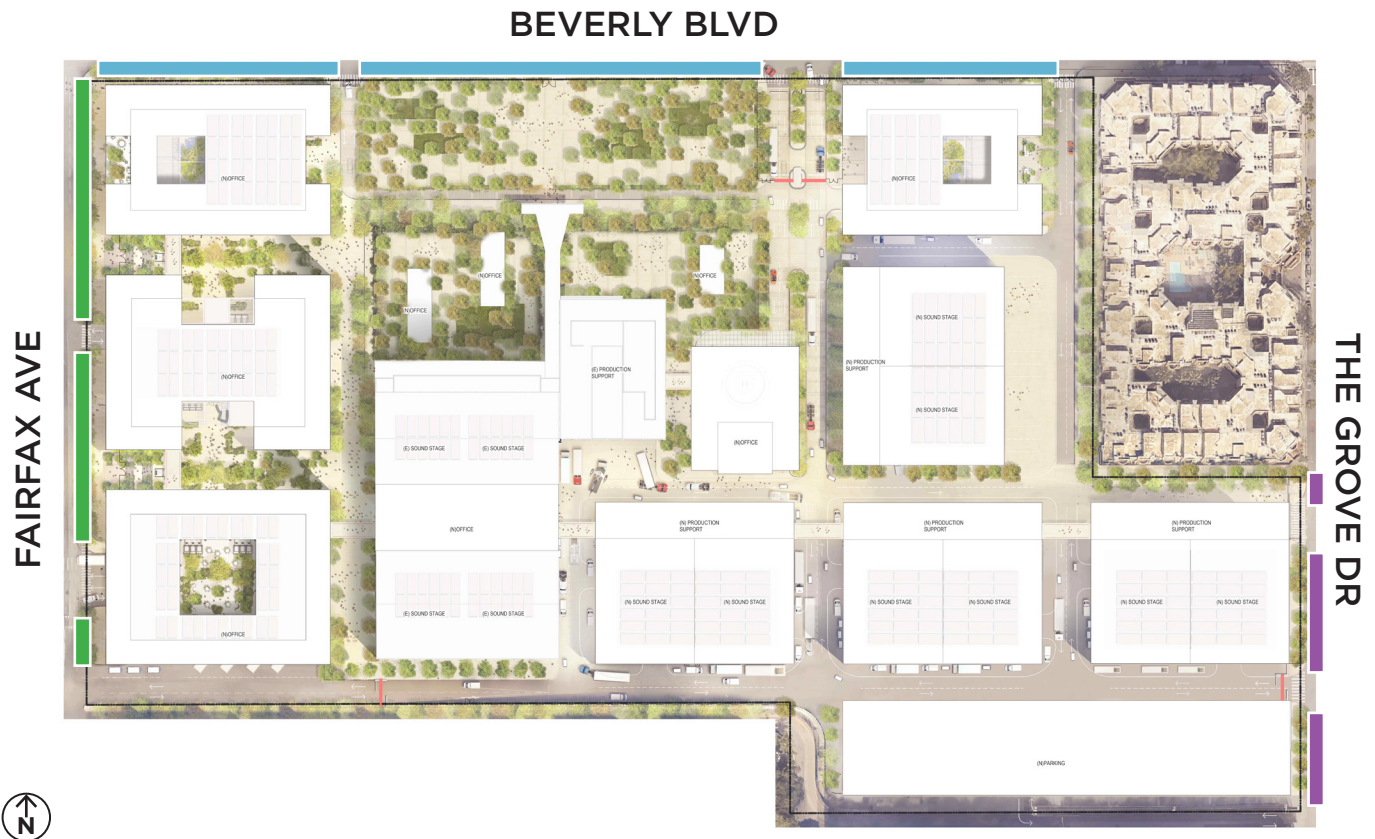 BEVERLY BLVD
FAIRFAX AVE
THE GROVE DR
(N)OFFICE
(N)OFFICE
(N)OFFICE
(N)OFFICE
(N)OFFICE
(N)OFFICE
(N) SOUND STAGE
(N) PRODUCTION
SUPPORT
(E) PRODUCTION
SUPPORT
(N)OFFICE
(N) SOUND STAGE
(N)OFFICE
(E) SOUND STAGE
(E) SOUND STAGE
(N)OFFICE
(N) PRODUCTION
SUPPORT
(N) PRODUCTION
SUPPORT
(N) PRODUCTION
SUPPORT
(E) SOUND STAGE
(E) SOUND STAGE
(N) SOUND STAGE
(N) SOUND STAGE
(N) SOUND STAGE
(N) SOUND STAGE
(N) SOUND STAGE
(N) SOUND STAGE
(N)OFFICE
(N)PARKING
N